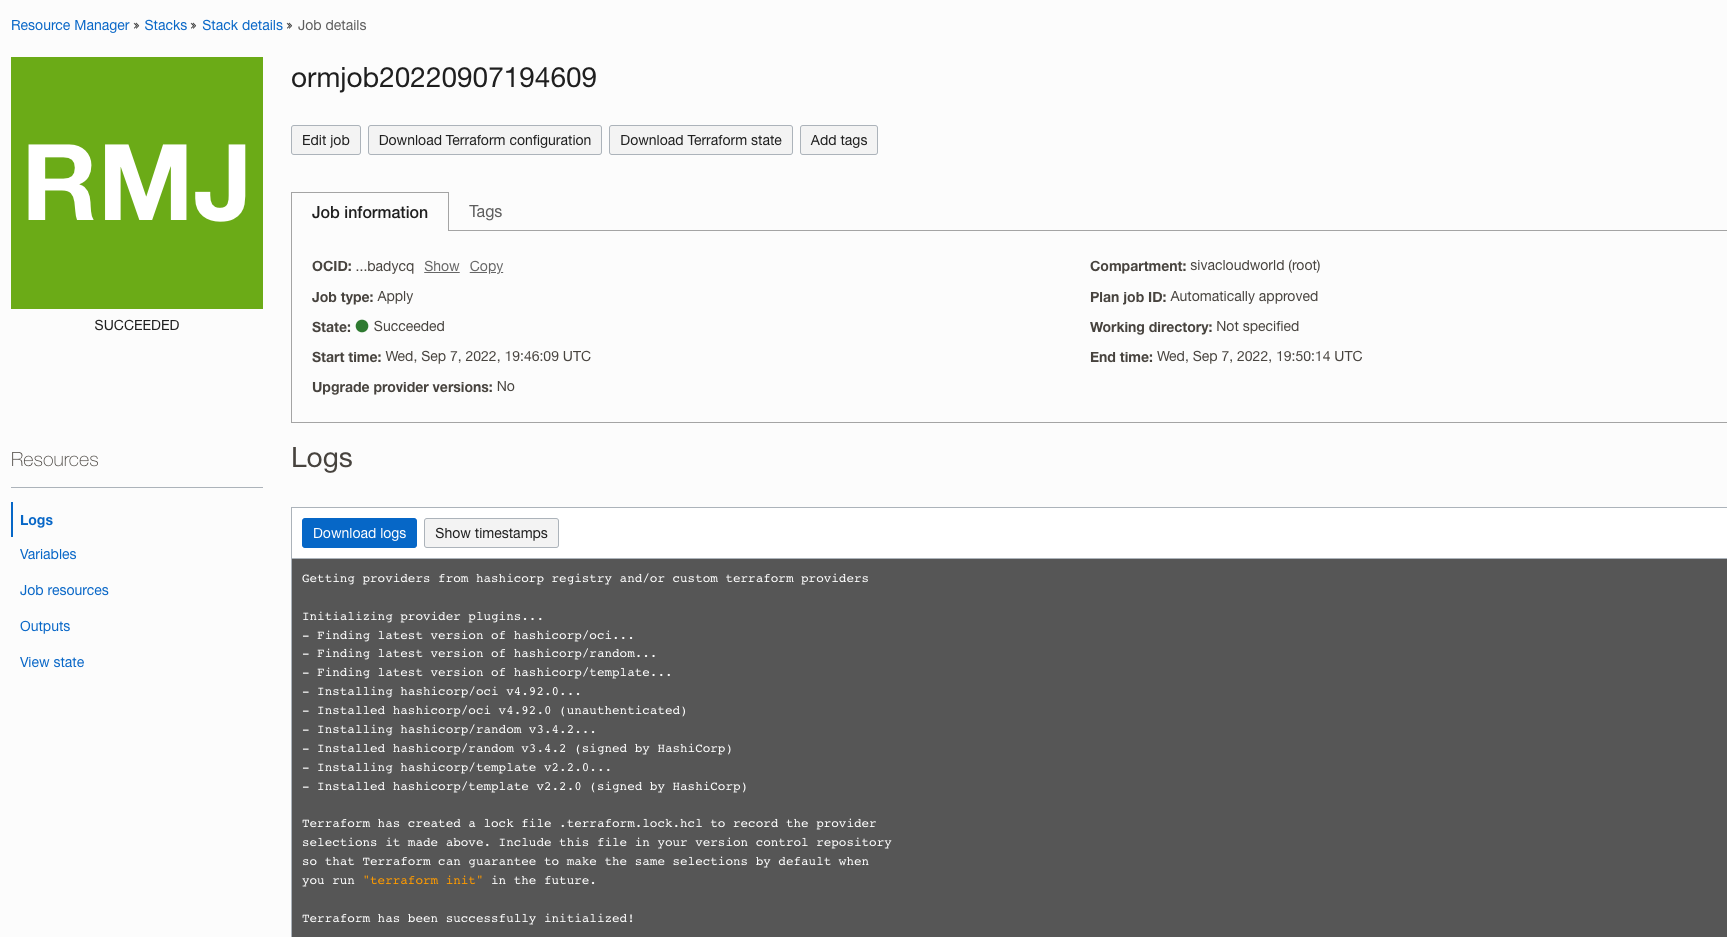 Resource Manager » Stacks » Stack details » Job details
RMJ
SUCCEEDED
ormjob20220907194609
Edit job
Download Terraform configuration
Download Terraform state
Add tags
Job information
Tags
OCID: ...badycq Show Copy
Job type: Apply
State: Succeeded
Start time: Wed, Sep 7, 2022, 19:46:09 UTC
Upgrade provider versions: No
Compartment: sivacloudworld (root)
Plan job ID: Automatically approved
Working directory: Not specified
End time: Wed, Sep 7, 2022, 19:50:14 UTC
Resources
Logs
Variables
Job resources
Outputs
View state
Logs
Download logs
Show timestamps
Getting providers from hashicorp registry and/or custom terraform providers
Initializing provider plugins...
- Finding latest version of hashicorp/oci...
- Finding latest version of hashicorp/random...
- Finding latest version of hashicorp/template...
- Installing hashicorp/oci v4.92.0...
- Installed hashicorp/oci v4.92.0 (unauthenticated)
- Installing hashicorp/random v3.4.2...
- Installed hashicorp/random v3.4.2 (signed by HashiCorp)
- Installing hashicorp/template v2.2.0...
- Installed hashicorp/template v2.2.0 (signed by HashiCorp)
Terraform has created a lock file .terraform.lock.hcl to record the provider
selections it made above. Include this file in your version control repository
so that Terraform can guarantee to make the same selections by default when
you run "terraform init" in the future.
Terraform has been successfully initialized!